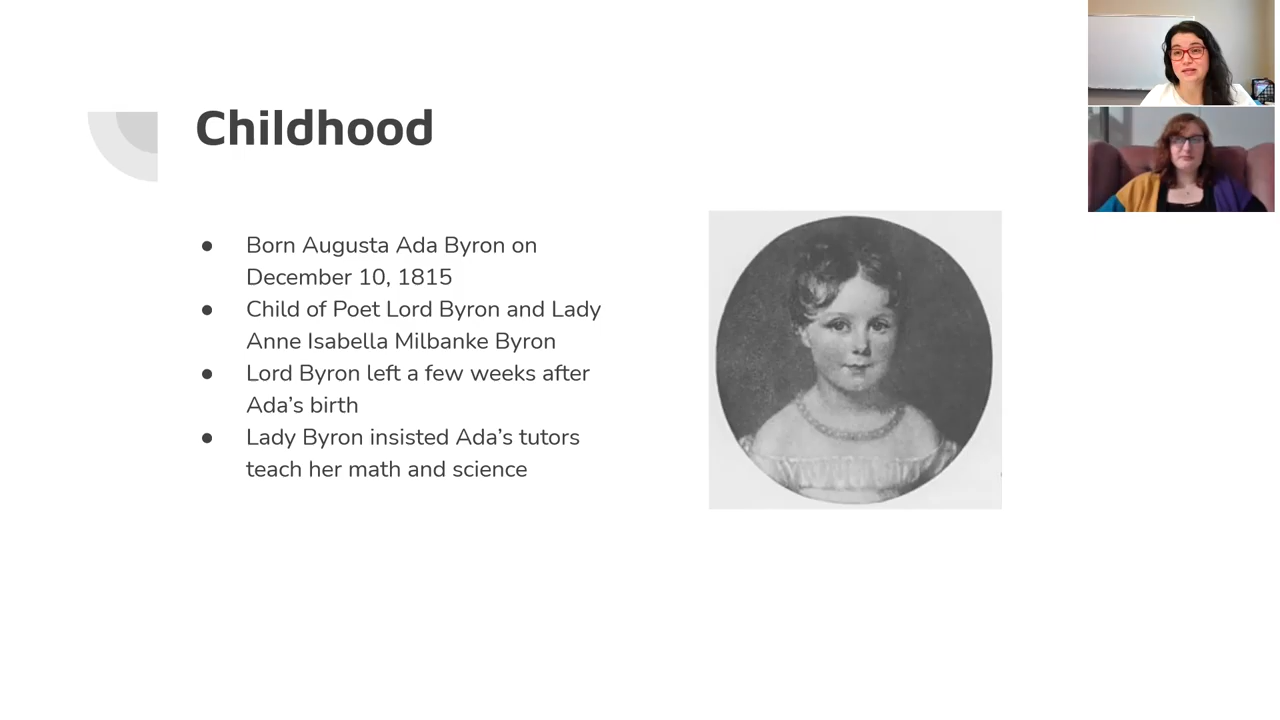 Childhood
● Born Augusta Ada Byron on
December 10, 1815
● Child of Poet Lord Byron and Lady
Anne Isabella Milbanke Byron
● Lord Byron left a few weeks after
Ada’s birth
● Lady Byron insisted Ada’s tutors
teach her math and science